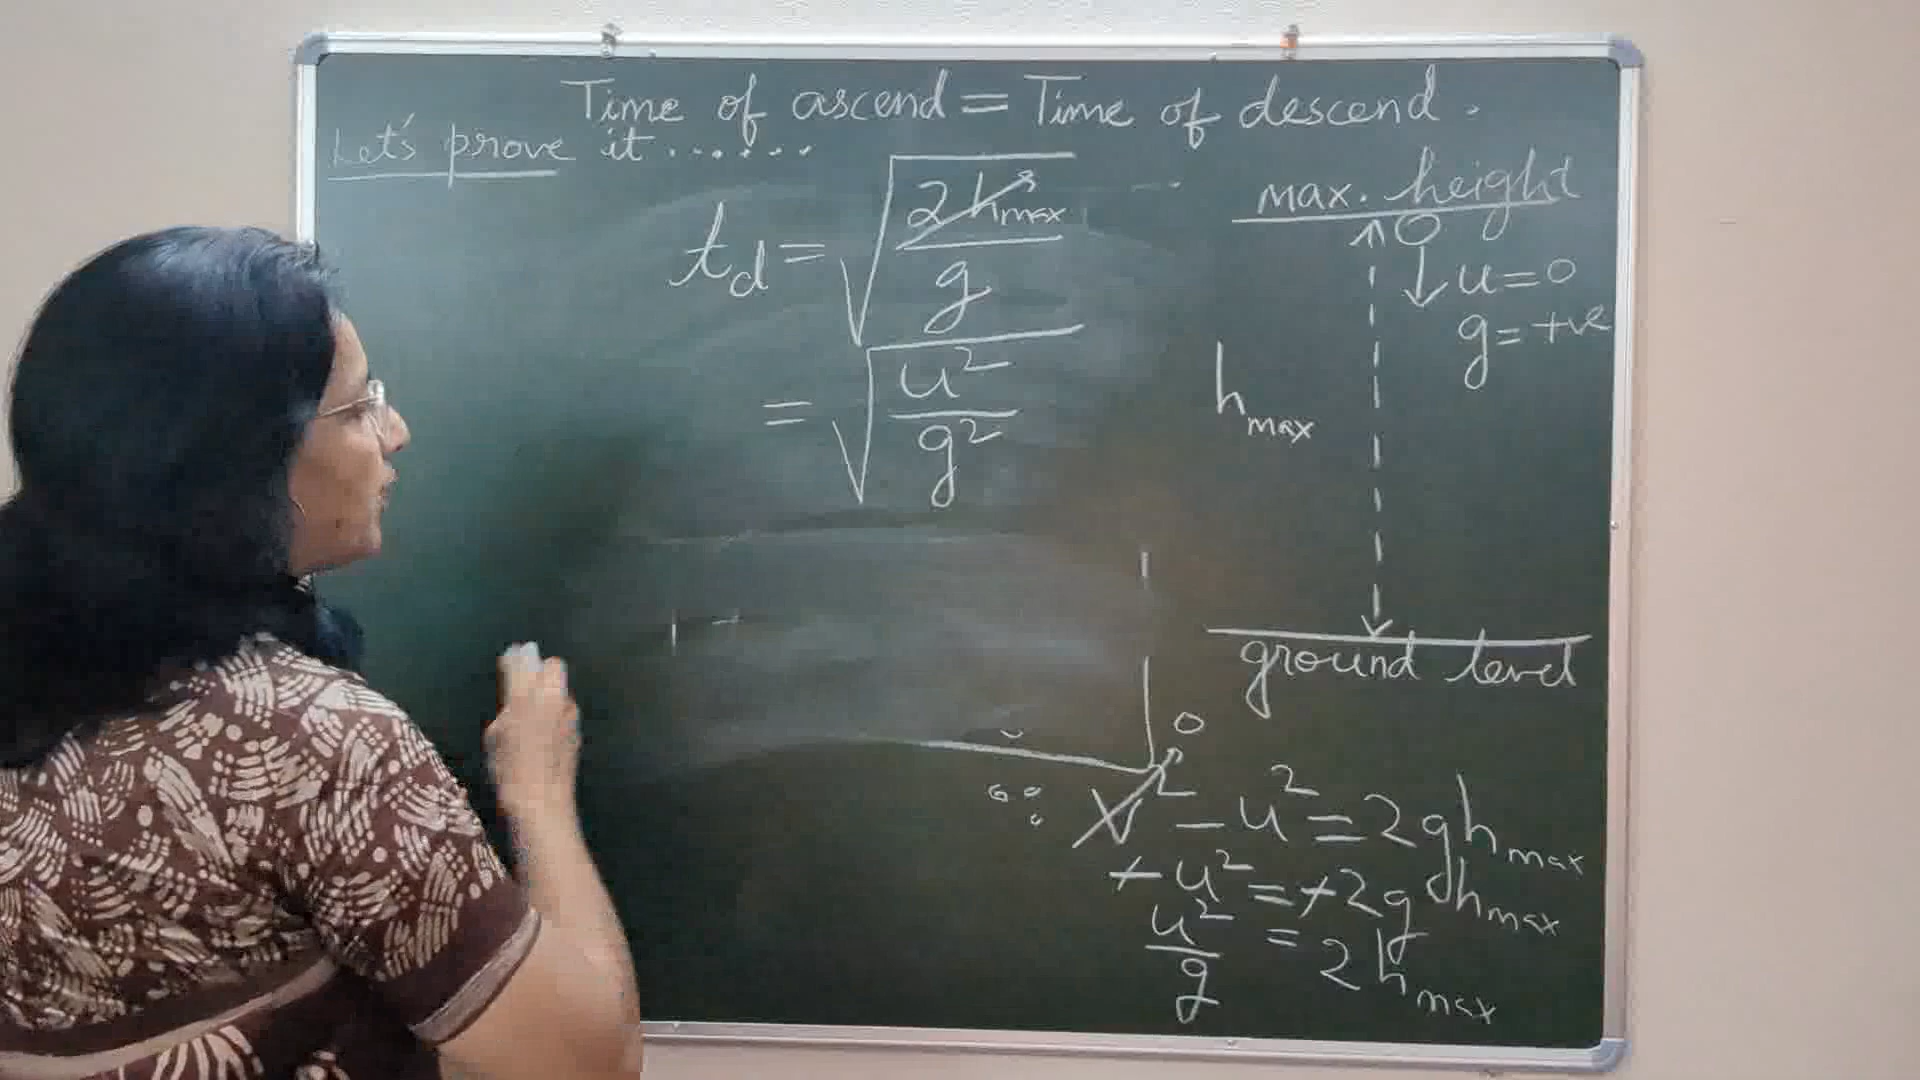 Time of ascend = Time of descend.
Let's prove it.......
t_d = √(2h_max / g)
= √(u² / g²)
max. height
u = 0
g = +ve
h_max
ground level
0
V² - u² = 2gh_max
- u² = -2gh_max
u² / g = 2h_max